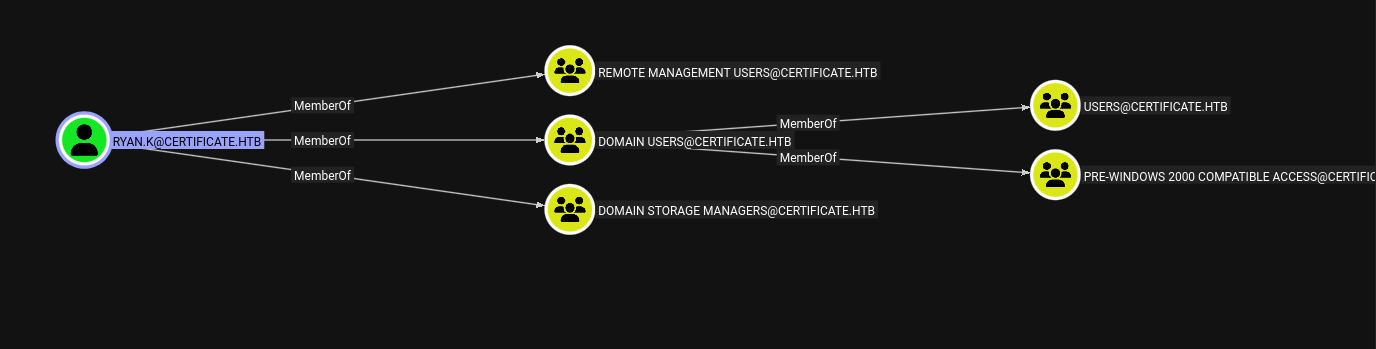 REMOTE MANAGEMENT USERS@CERTIFICATE.HTB
MemberOf
USERS@CERTIFICATE.HTB
MemberOf
RYAN.K@CERTIFICATE.HTB
MemberOf
DOMAIN USERS@CERTIFICATE.HTB
MemberOf
MemberOf
PRE-WINDOWS 2000 COMPATIBLE ACCESS@CERTIFIC
DOMAIN STORAGE MANAGERS@CERTIFICATE.HTB